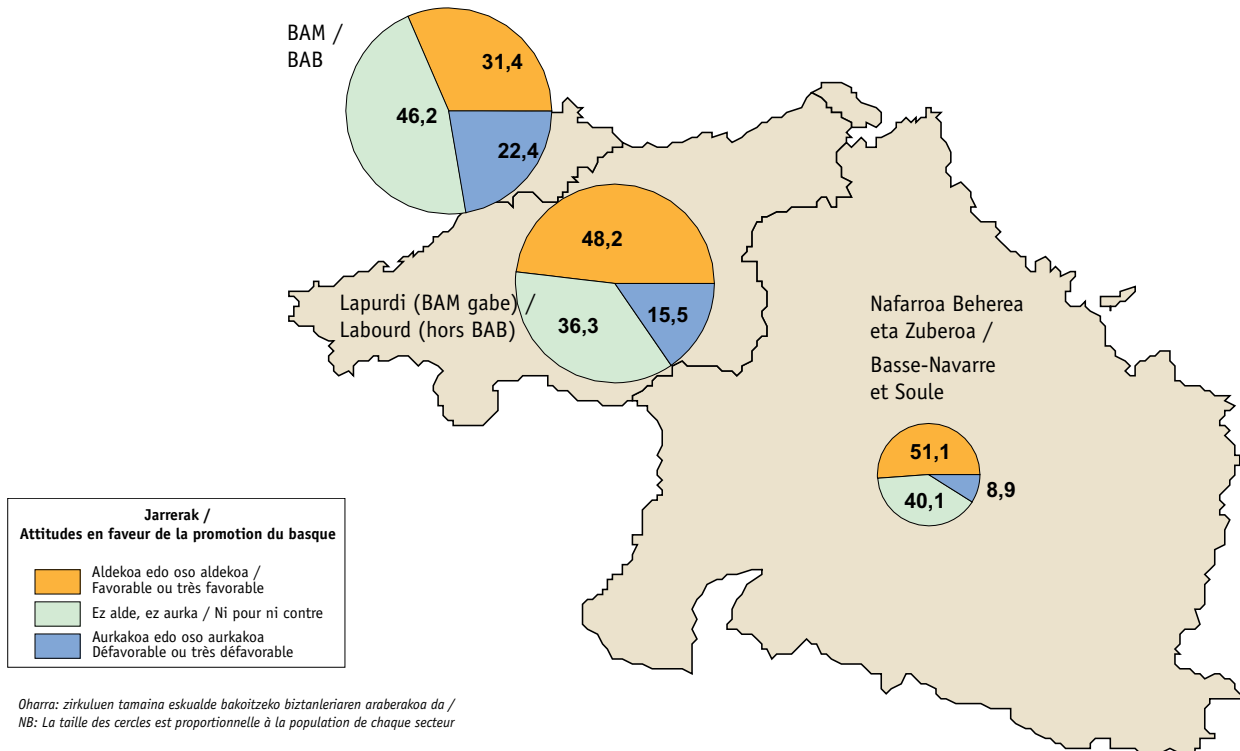 BAM /
BAB
31,4
46,2
22,4
48,2
Lapurdi (BAM gabe) /
Labourd (hors BAB)
36,3
15,5
Nafarroa Beherea
eta Zuberoa /
Basse-Navarre
et Soule
51,1
40,1
8,9
Jarrerak /
Attitudes en faveur de la promotion du basque
Aldekoa edo oso aldekoa /
Favorable ou très favorable
Ez alde, ez aurka / Ni pour ni contre
Aurkakoa edo oso aurkakoa
Défavorable ou très défavorable
Oharra: zirkuluen tamaina eskualde bakoitzeko biztanleriaren araberakoa da /
NB: La taille des cercles est proportionnelle à la population de chaque secteur